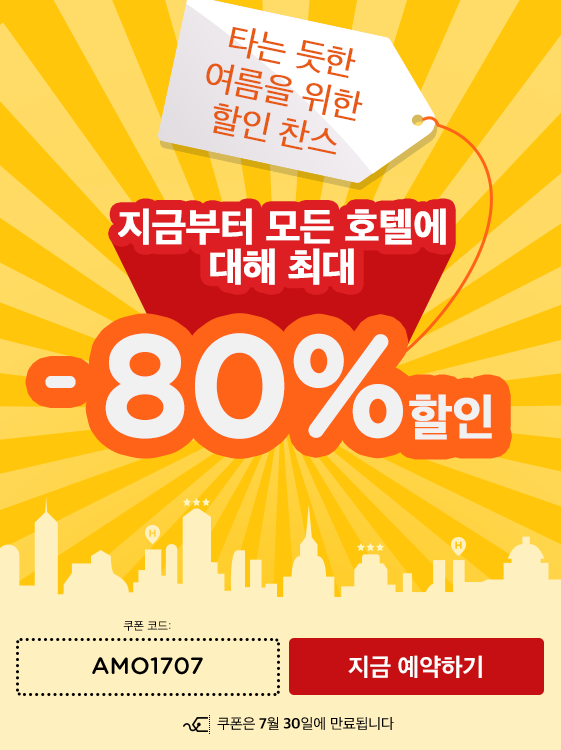 타는 듯한
여름을 위한
할인 찬스
지금부터 모든 호텔에
대해 최대
-80%할인
H
H
쿠폰 코드:
AMO1707
지금 예약하기
쿠폰은 7월 30일에 만료됩니다